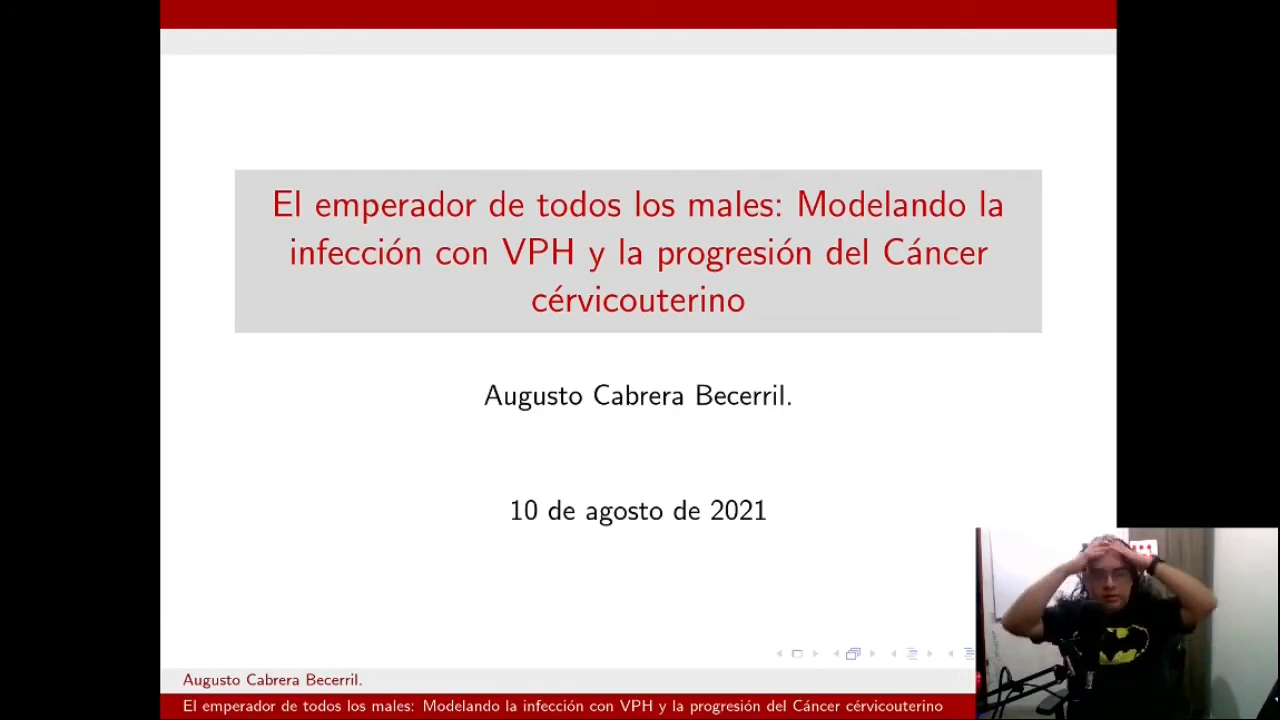 El emperador de todos los males: Modelando la
infección con VPH y la progresión del Cáncer
cérvicouterino
Augusto Cabrera Becerril.
10 de agosto de 2021
Augusto Cabrera Becerril.
El emperador de todos los males: Modelando la infección con VPH y la progresión del Cáncer cérvicouterino